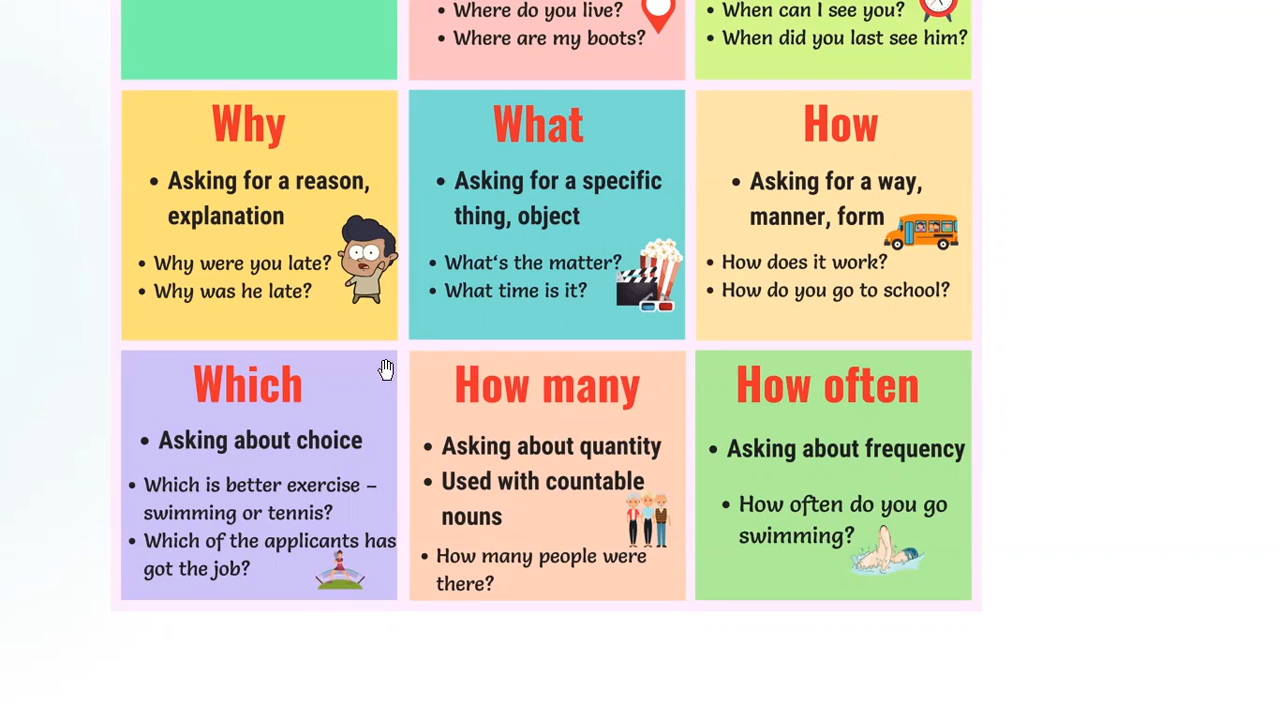 • Where do you live?
• Where are my boots?
• When can I see you?
• When did you last see him?
Why
• Asking for a reason,
explanation
• Why were you late?
• Why was he late?
What
• Asking for a specific
thing, object
• What's the matter?
• What time is it?
How
• Asking for a way,
manner, form
• How does it work?
• How do you go to school?
Which
• Asking about choice
• Which is better exercise –
swimming or tennis?
• Which of the applicants has
got the job?
How many
• Asking about quantity
• Used with countable
nouns
• How many people were
there?
How often
• Asking about frequency
• How often do you go
swimming?